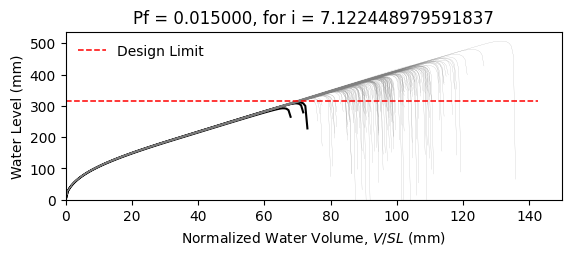 Pf = 0.015000, for i = 7.122448979591837
Design Limit
Water Level (mm)
500
400
300
200
100
0
0 20 40 60 80 100 120 140
Normalized Water Volume, V/SL (mm)